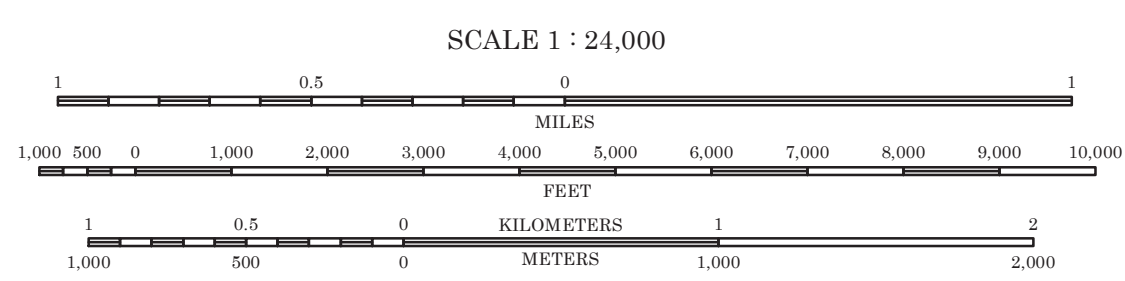 SCALE 1 : 24,000
1 0.5 0 1
MILES
1,000 500 0 1,000 2,000 3,000 4,000 5,000 6,000 7,000 8,000 9,000 10,000
FEET
1 0.5 0 KILOMETERS 1 2
1,000 500 0 METERS 1,000 2,000